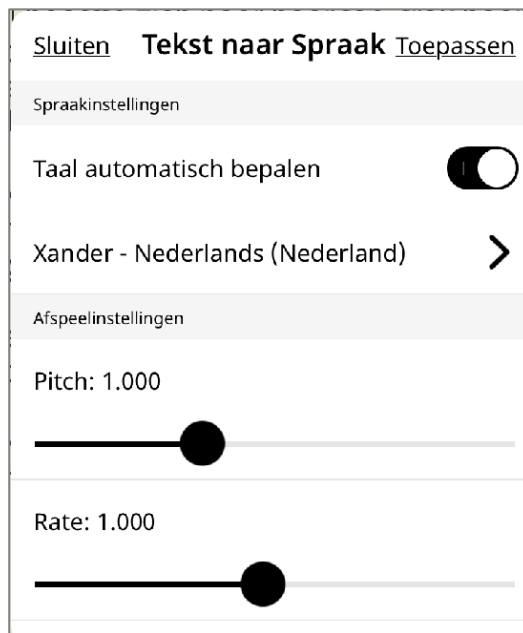 Sluiten Tekst naar Spraak Toepassen
Spraakinstellingen
Taal automatisch bepalen
Xander - Nederlands (Nederland)
Afspeelinstellingen
Pitch: 1.000
Rate: 1.000